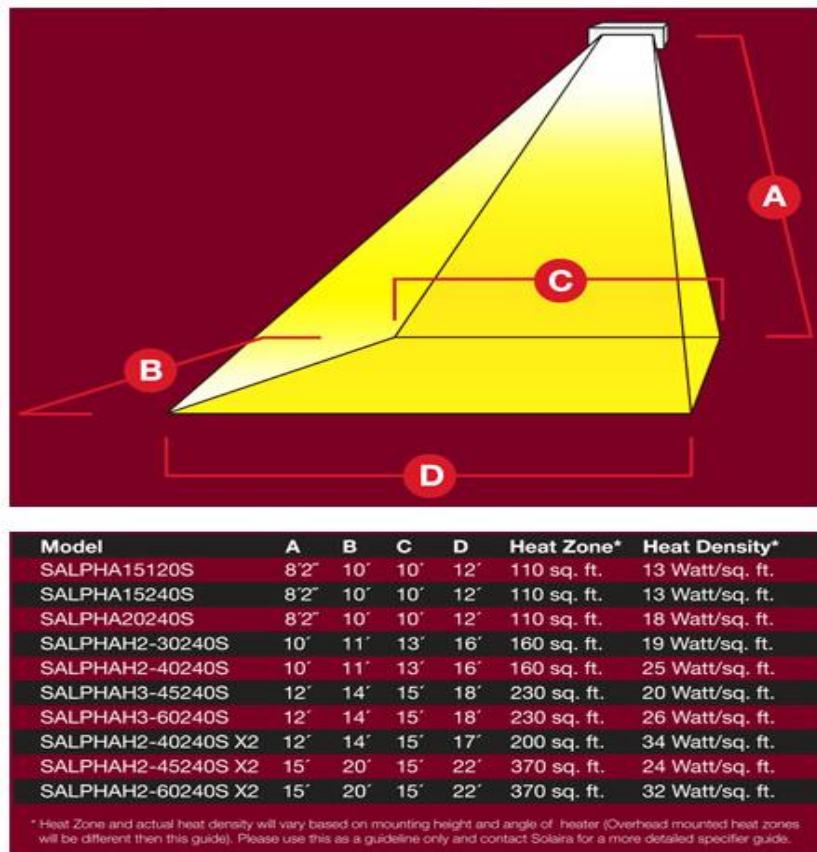 A
C
B
D
Model A B C D Heat Zone* Heat Density*
SALPHA15120S 8'2" 10' 10' 12' 110 sq. ft. 13 Watt/sq. ft.
SALPHA15240S 8'2" 10' 10' 12' 110 sq. ft. 13 Watt/sq. ft.
SALPHA20240S 8'2" 10' 10' 12' 110 sq. ft. 18 Watt/sq. ft.
SALPHAH2-30240S 10' 11' 13' 16' 160 sq. ft. 19 Watt/sq. ft.
SALPHAH2-40240S 10' 11' 13' 16' 160 sq. ft. 25 Watt/sq. ft.
SALPHAH3-45240S 12' 14' 15' 18' 230 sq. ft. 20 Watt/sq. ft.
SALPHAH3-60240S 12' 14' 15' 18' 230 sq. ft. 26 Watt/sq. ft.
SALPHAH2-40240S X2 12' 14' 15' 17' 200 sq. ft. 34 Watt/sq. ft.
SALPHAH2-45240S X2 15' 20' 15' 22' 370 sq. ft. 24 Watt/sq. ft.
SALPHAH2-60240S X2 15' 20' 15' 22' 370 sq. ft. 32 Watt/sq. ft.
* Heat Zone and actual heat density will vary based on mounting height and angle of heater (Overhead mounted heat zones
will be different then this guide). Please use this as a guideline only and contact Solaira for a more detailed specifier guide.